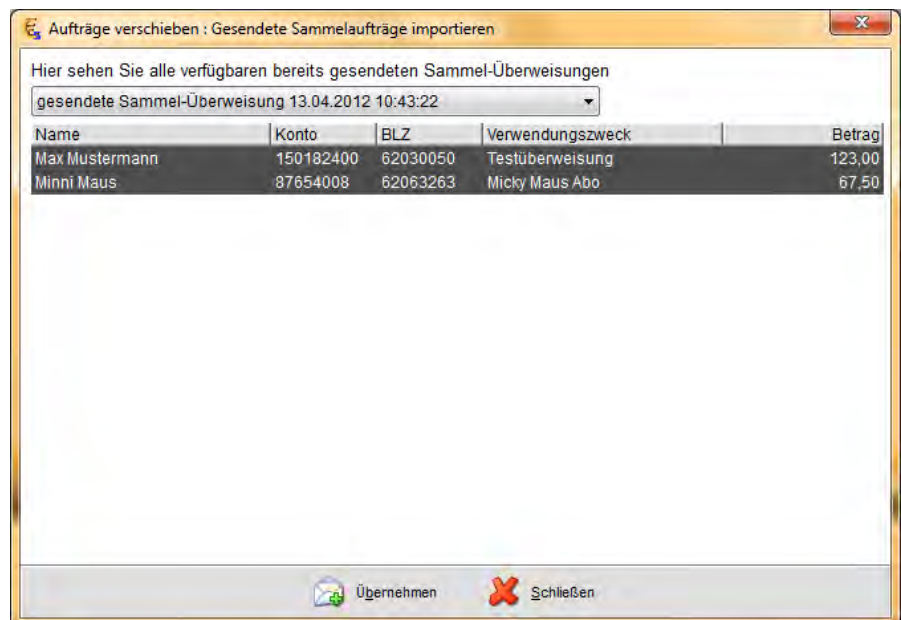 Aufträge verschieben : Gesendete Sammelaufträge importieren
Hier sehen Sie alle verfügbaren bereits gesendeten Sammel-Überweisungen
gesendete Sammel-Überweisung 13.04.2012 10:43:22
Name Konto BLZ Verwendungszweck Betrag
Max Mustermann 150182400 62030050 Testüberweisung 123,00
Minni Maus 87654008 62063263 Micky Maus Abo 67,50
Übernehmen Schließen